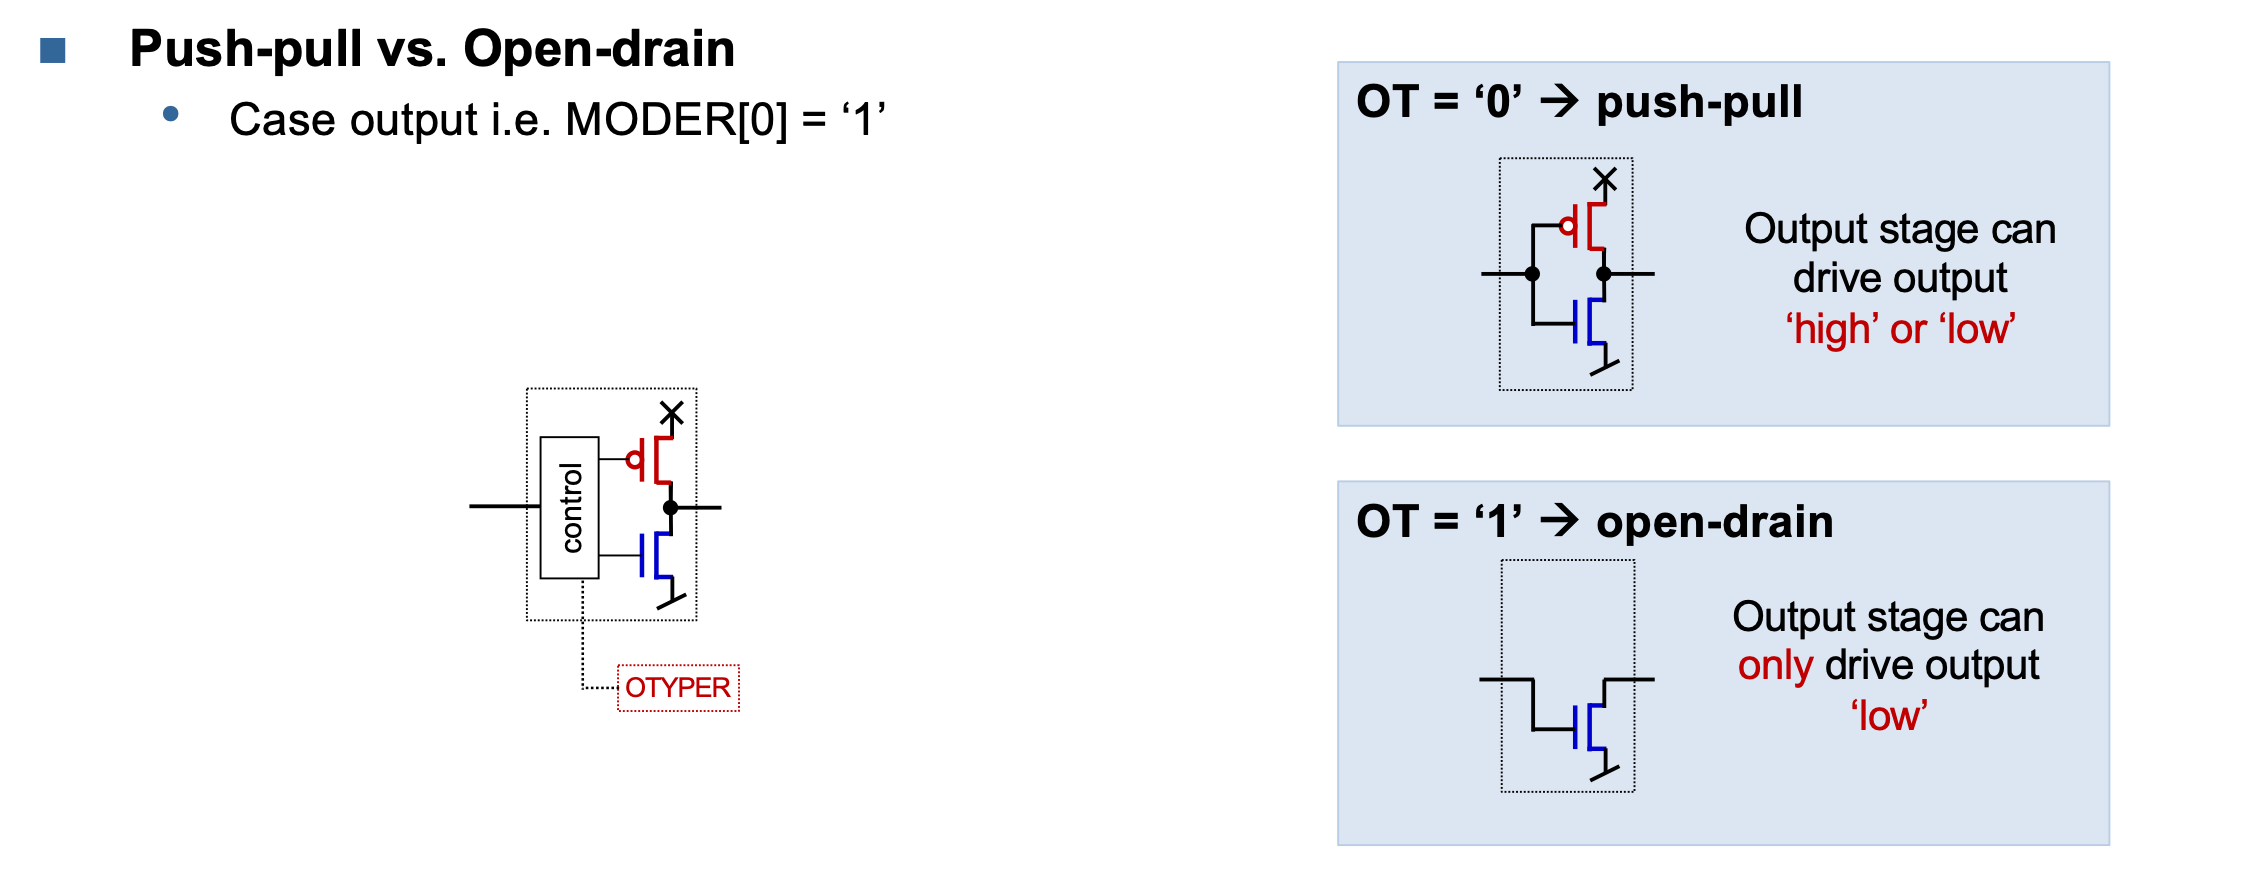 Push-pull vs. Open-drain
Case output i.e. MODER[0] = ‘1’
control
OTYPER
OT = ‘0’ → push-pull
Output stage can
drive output
‘high’ or ‘low’
OT = ‘1’ → open-drain
Output stage can
only drive output
‘low’